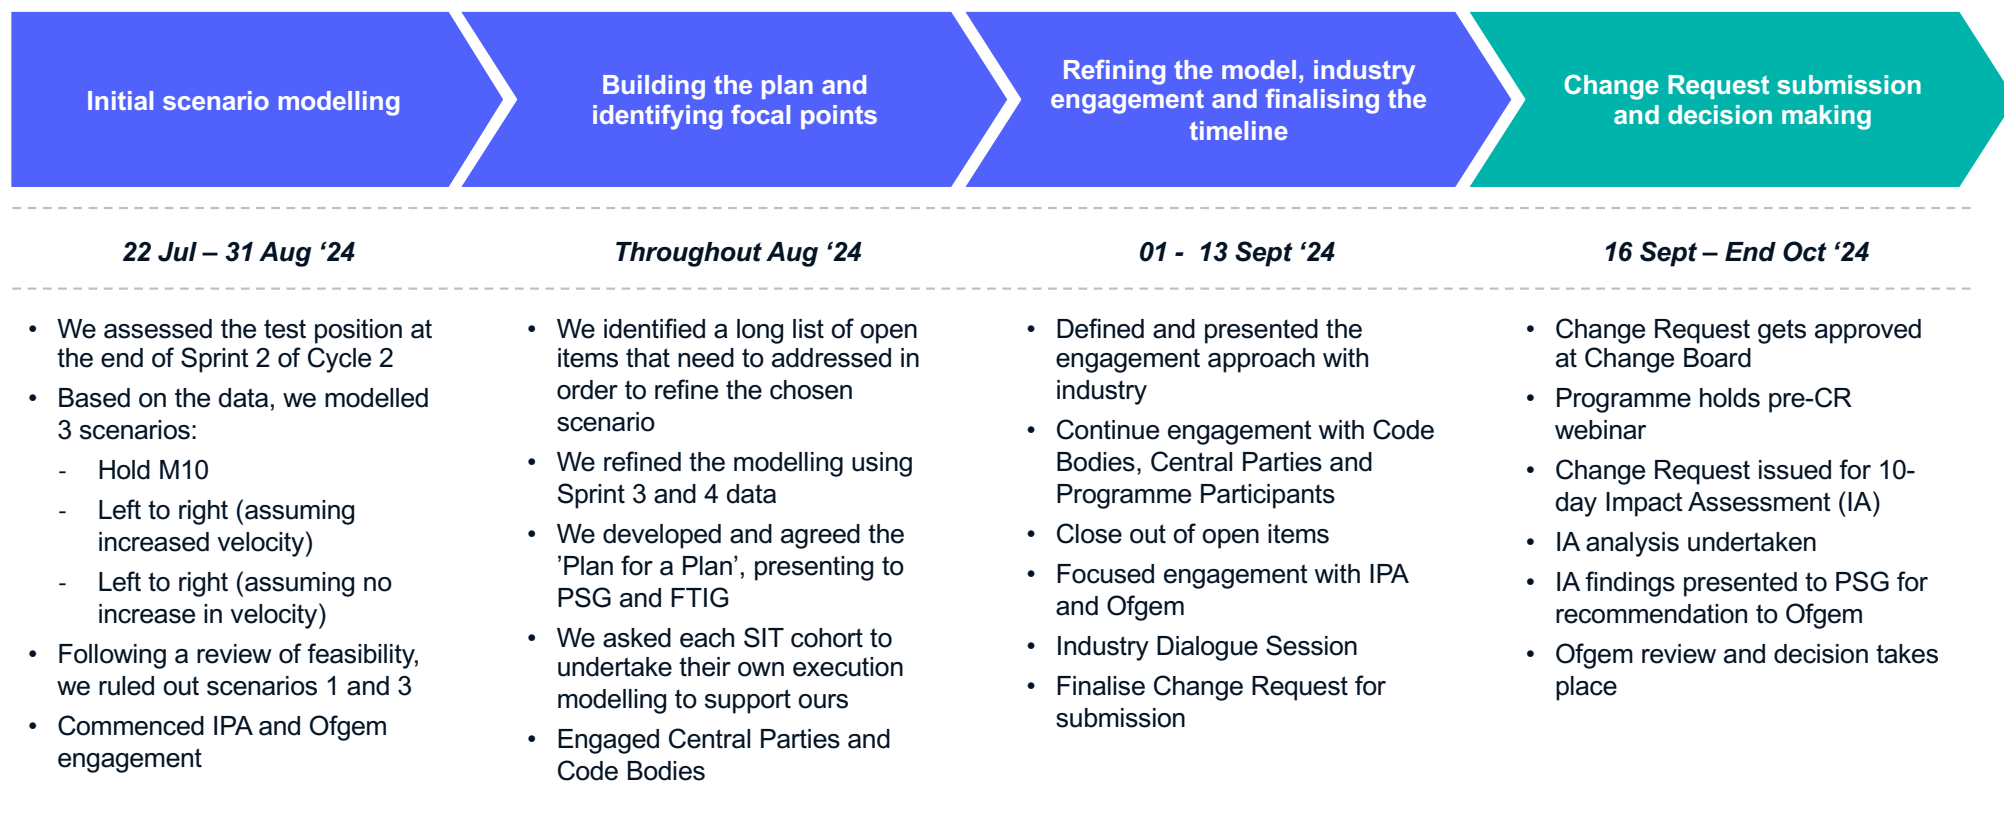 Initial scenario modelling
Building the plan and
identifying focal points
Refining the model, industry
engagement and finalising the
timeline
Change Request submission
and decision making
22 Jul – 31 Aug ‘24
Throughout Aug ‘24
01 - 13 Sept ‘24
16 Sept – End Oct ‘24
• We assessed the test position at
the end of Sprint 2 of Cycle 2
• Based on the data, we modelled
3 scenarios:
- Hold M10
- Left to right (assuming
increased velocity)
- Left to right (assuming no
increase in velocity)
• Following a review of feasibility,
we ruled out scenarios 1 and 3
• Commenced IPA and Ofgem
engagement
• We identified a long list of open
items that need to addressed in
order to refine the chosen
scenario
• We refined the modelling using
Sprint 3 and 4 data
• We developed and agreed the
’Plan for a Plan’, presenting to
PSG and FTIG
• We asked each SIT cohort to
undertake their own execution
modelling to support ours
• Engaged Central Parties and
Code Bodies
• Defined and presented the
engagement approach with
industry
• Continue engagement with Code
Bodies, Central Parties and
Programme Participants
• Close out of open items
• Focused engagement with IPA
and Ofgem
• Industry Dialogue Session
• Finalise Change Request for
submission
• Change Request gets approved
at Change Board
• Programme holds pre-CR
webinar
• Change Request issued for 10-
day Impact Assessment (IA)
• IA analysis undertaken
• IA findings presented to PSG for
recommendation to Ofgem
• Ofgem review and decision takes
place